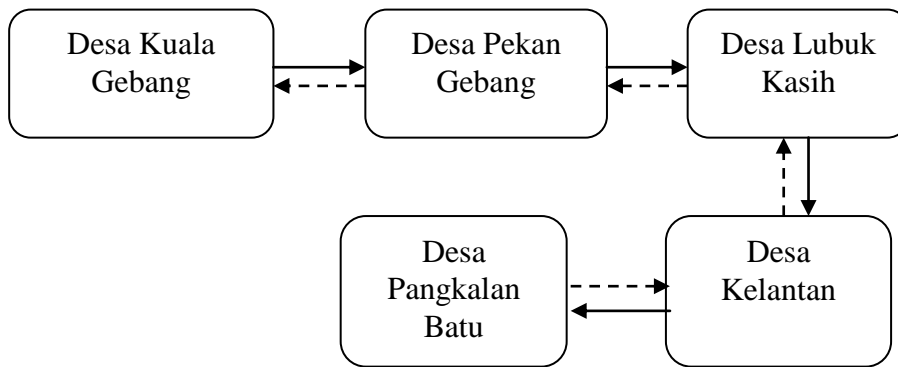 Desa Kuala
Gebang
Desa Pekan
Gebang
Desa Lubuk
Kasih
Desa
Pangkalan
Batu
Desa
Kelantan